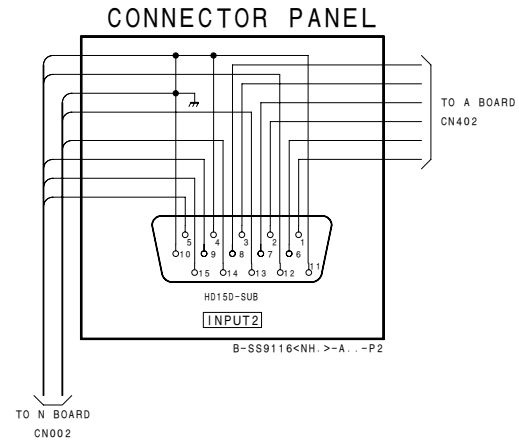 CONNECTOR PANEL
TO A BOARD
CN402
5 4 3 2 1
10 9 8 7 6
15 14 13 12 11
HD15D-SUB
INPUT2
B-SS9116<NH.>-A..-P2
TO N BOARD
CN002